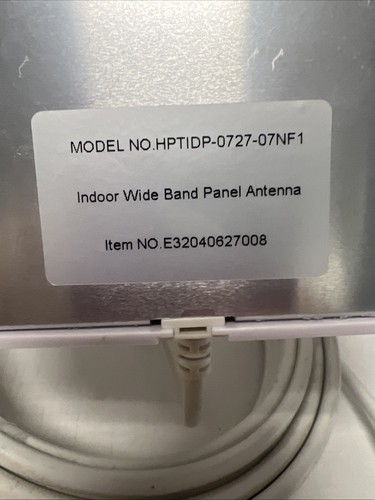 MODEL NO.HPTIDP-0727-07NF1
Indoor Wide Band Panel Antenna
Item NO.E32040627008